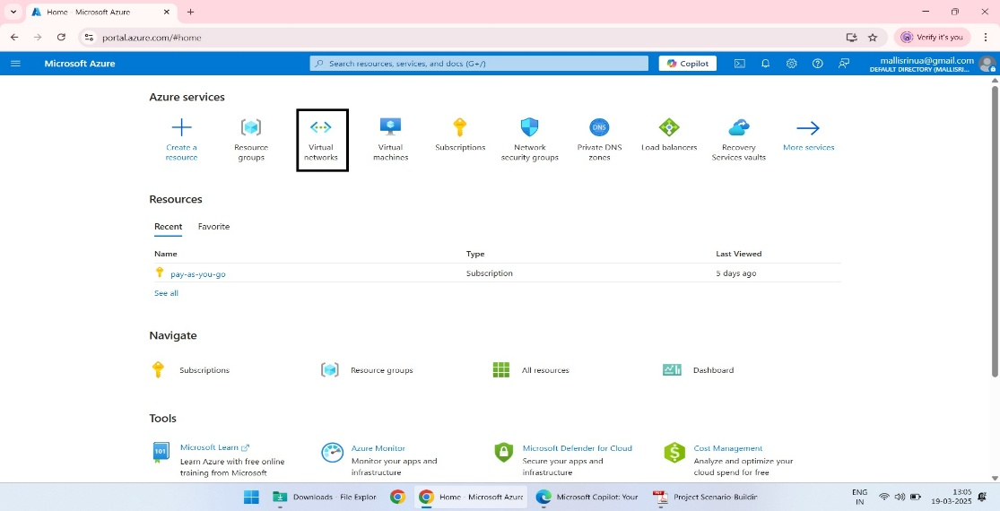 Home - Microsoft Azure
portal.azure.com/#home
Verify it's you
Microsoft Azure
Search resources, services, and docs (G+/)
Copilot
mallisrinua@gmail.com
DEFAULT DIRECTORY (MALLISRI...
Azure services
Create a
resource
Resource
groups
Virtual
networks
Virtual
machines
Subscriptions
Network
security groups
DNS
Private DNS
zones
Load balancers
Recovery
Services vaults
More services
Resources
Recent
Favorite
Name
Type
Last Viewed
pay-as-you-go
Subscription
5 days ago
See all
Navigate
Subscriptions
Resource groups
All resources
Dashboard
Tools
101
Microsoft Learn
Learn Azure with free online
training from Microsoft
Azure Monitor
Monitor your apps and
infrastructure
Microsoft Defender for Cloud
Secure your apps and
infrastructure
Cost Management
Analyze and optimize your
cloud spend for free
Downloads - File Explor
Home - Microsoft Azure
Microsoft Copilot: Your
Project Scenario-Buildin
ENG
IN
13:05
19-03-2025